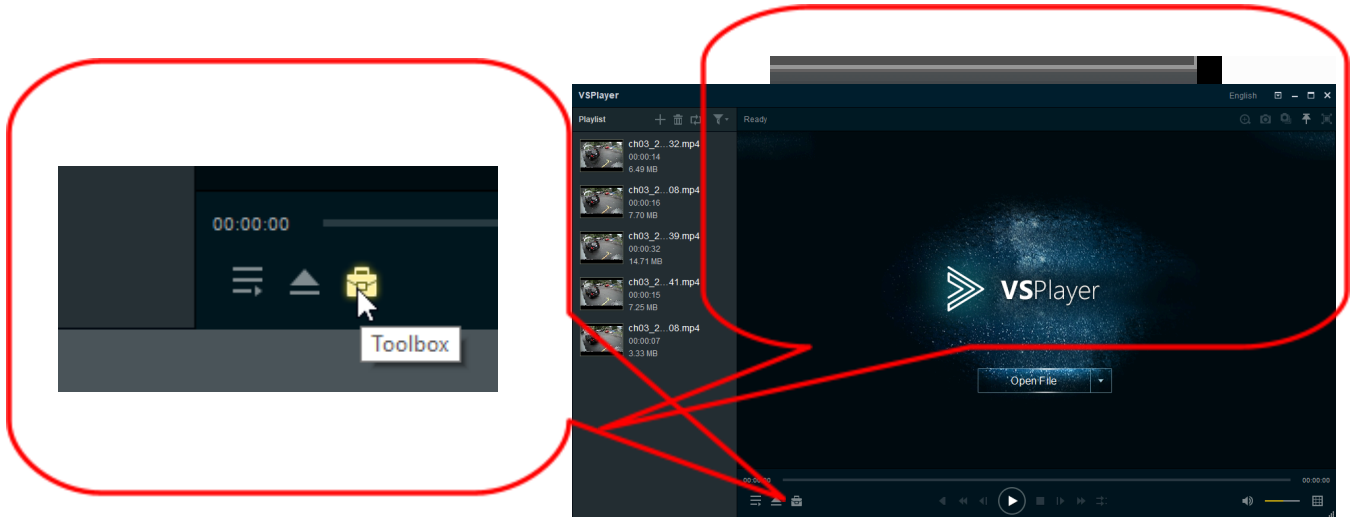 00:00:00
Toolbox
VSPlayer
English
Playlist
Ready
ch03_2...32.mp4
00:00:14
6.49 MB
ch03_2...08.mp4
00:00:16
7.70 MB
ch03_2...39.mp4
00:00:32
14.71 MB
ch03_2...41.mp4
00:00:15
7.25 MB
ch03_2...08.mp4
00:00:07
3.33 MB
VSPlayer
Open File
00:00:00
00:00:00